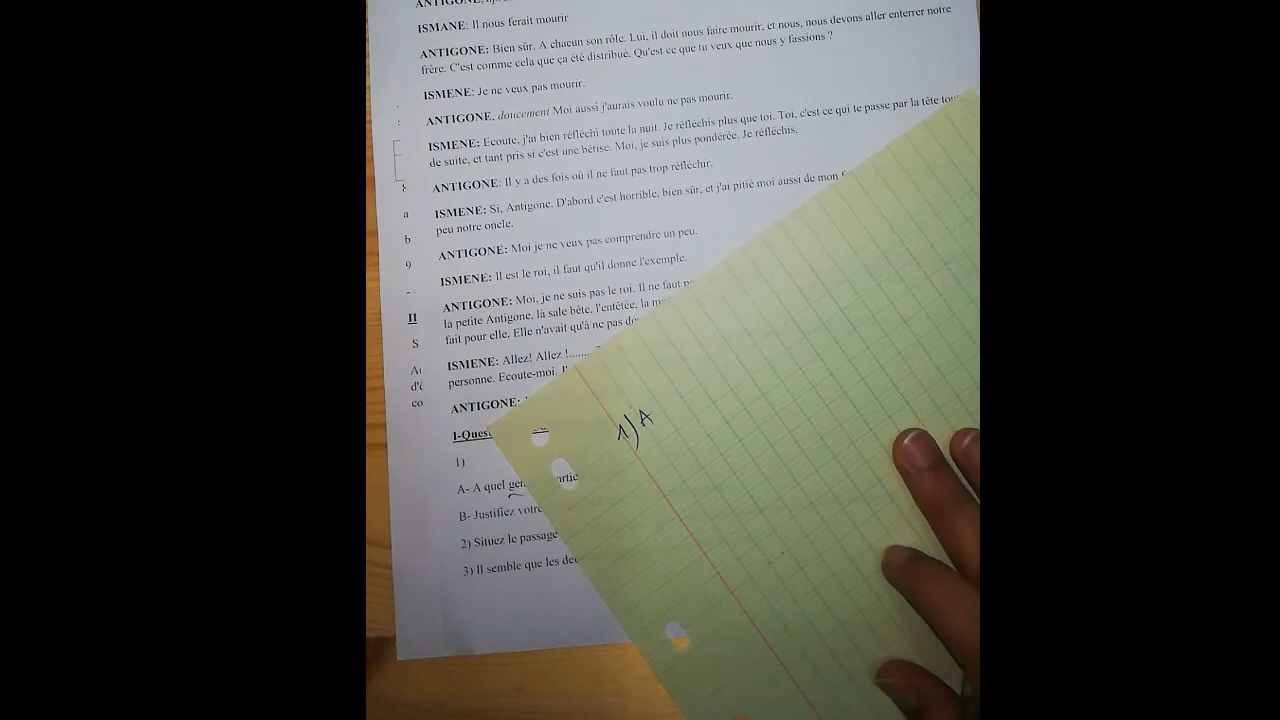 ANTIGONE,
ISMANE: Il nous ferait mourir
ANTIGONE: Bien sûr. A chacun son rôle. Lui, il doit nous faire mourir, et nous, nous devons aller enterrer notre
frère. C'est comme cela que ça été distribué. Qu'est ce que tu veux que nous y fassions ?
ISMENE: Je ne veux pas mourir.
ANTIGONE, doucement Moi aussi j'aurais voulu ne pas mourir.
ISMENE: Ecoute, j'ai bien réfléchi toute la nuit. Je réfléchis plus que toi. Toi, c'est ce qui te passe par la tête tou
de suite, et tant pris si c'est une bêtise. Moi, je suis plus pondérée. Je réfléchis.
ANTIGONE: Il y a des fois où il ne faut pas trop réfléchir.
a
ISMENE: Si, Antigone. D'abord c'est horrible, bien sûr, et j'ai pitié moi aussi de mon
peu notre oncle.
b
ANTIGONE: Moi je ne veux pas comprendre un peu.
9
ISMENE: Il est le roi, il faut qu'il donne l'exemple.
II
ANTIGONE: Moi, je ne suis pas le roi. Il ne faut
la petite Antigone, là sale bête, l'entêtée, la
fait pour elle. Elle n'avait qu'à ne pas
S
ISMENE: Allez! Allez !......
personne. Ecoute-moi.
d'
co
ANTIGONE:
I-Quest
1)
1) A
A- A quel
B- Justifiez votre
2) Situez le passage
3) Il semble que les